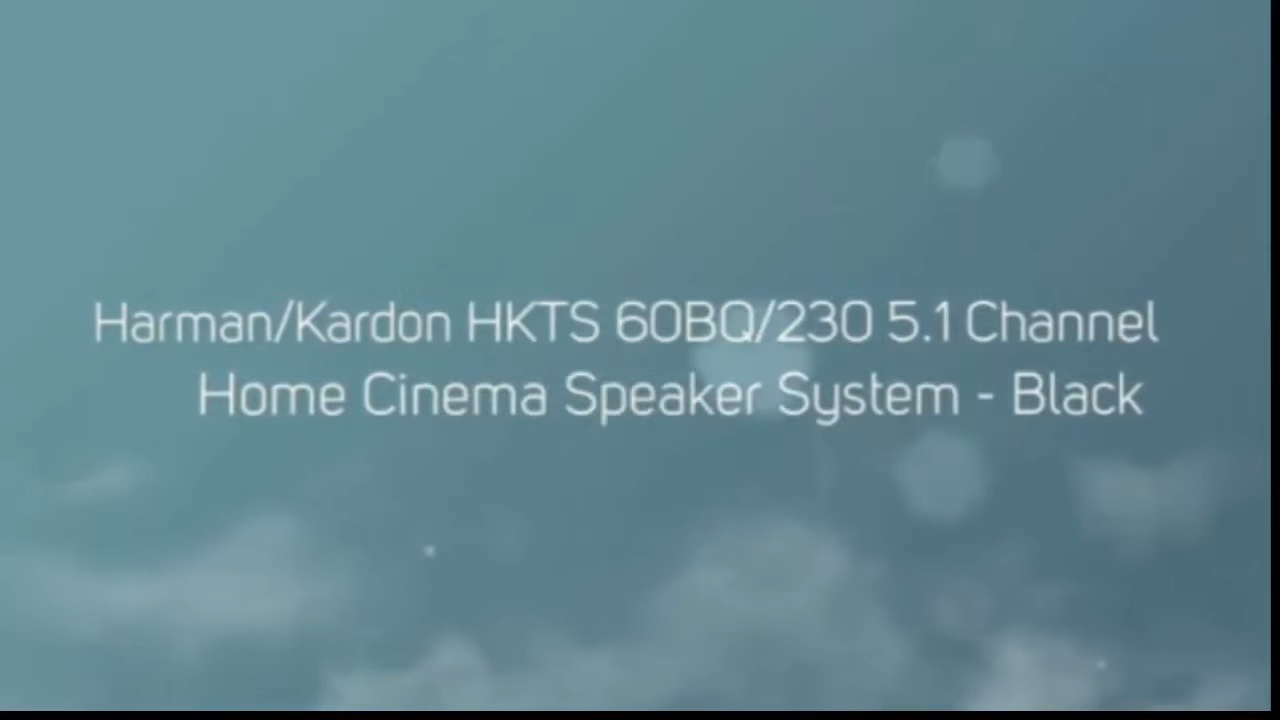 Harman/Kardon HKTS 60BQ/230 5.1 Channel
Home Cinema Speaker System - Black